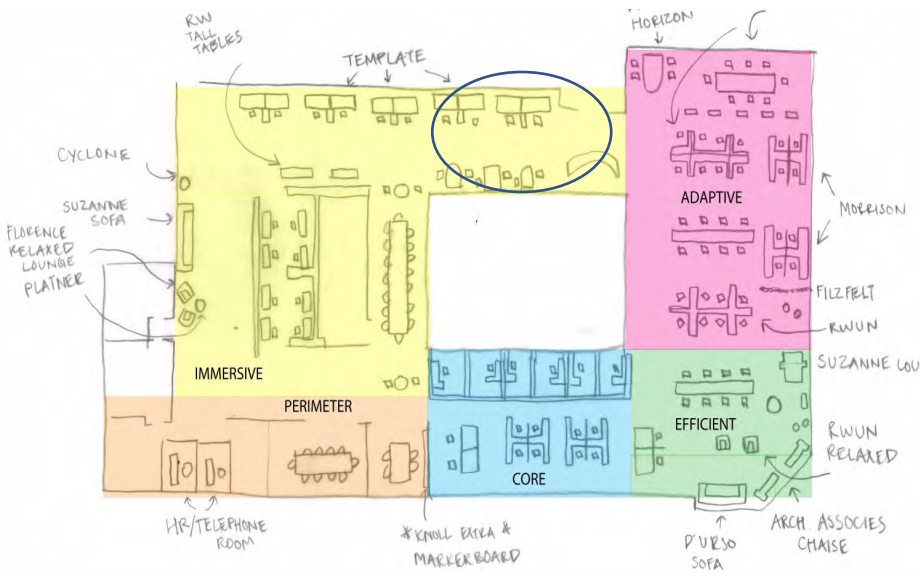 RW
TALL
TABLES
TEMPLATE
HORIZON
CYCLONE
SUZANNE
SOFA
FLORENCE
RELAXED
LOUNGE
PLATNER
ADAPTIVE
MORRISON
FILZFELT
RWUN
SUZANNE LOU
IMMERSIVE
PERIMETER
EFFICIENT
CORE
RWUN
RELAXED
HR/TELEPHONE
ROOM
*KNOLL EXTRA*
MARKERBOARD
D'URSO
SOFA
ARCH. ASSOCIES
CHAISE